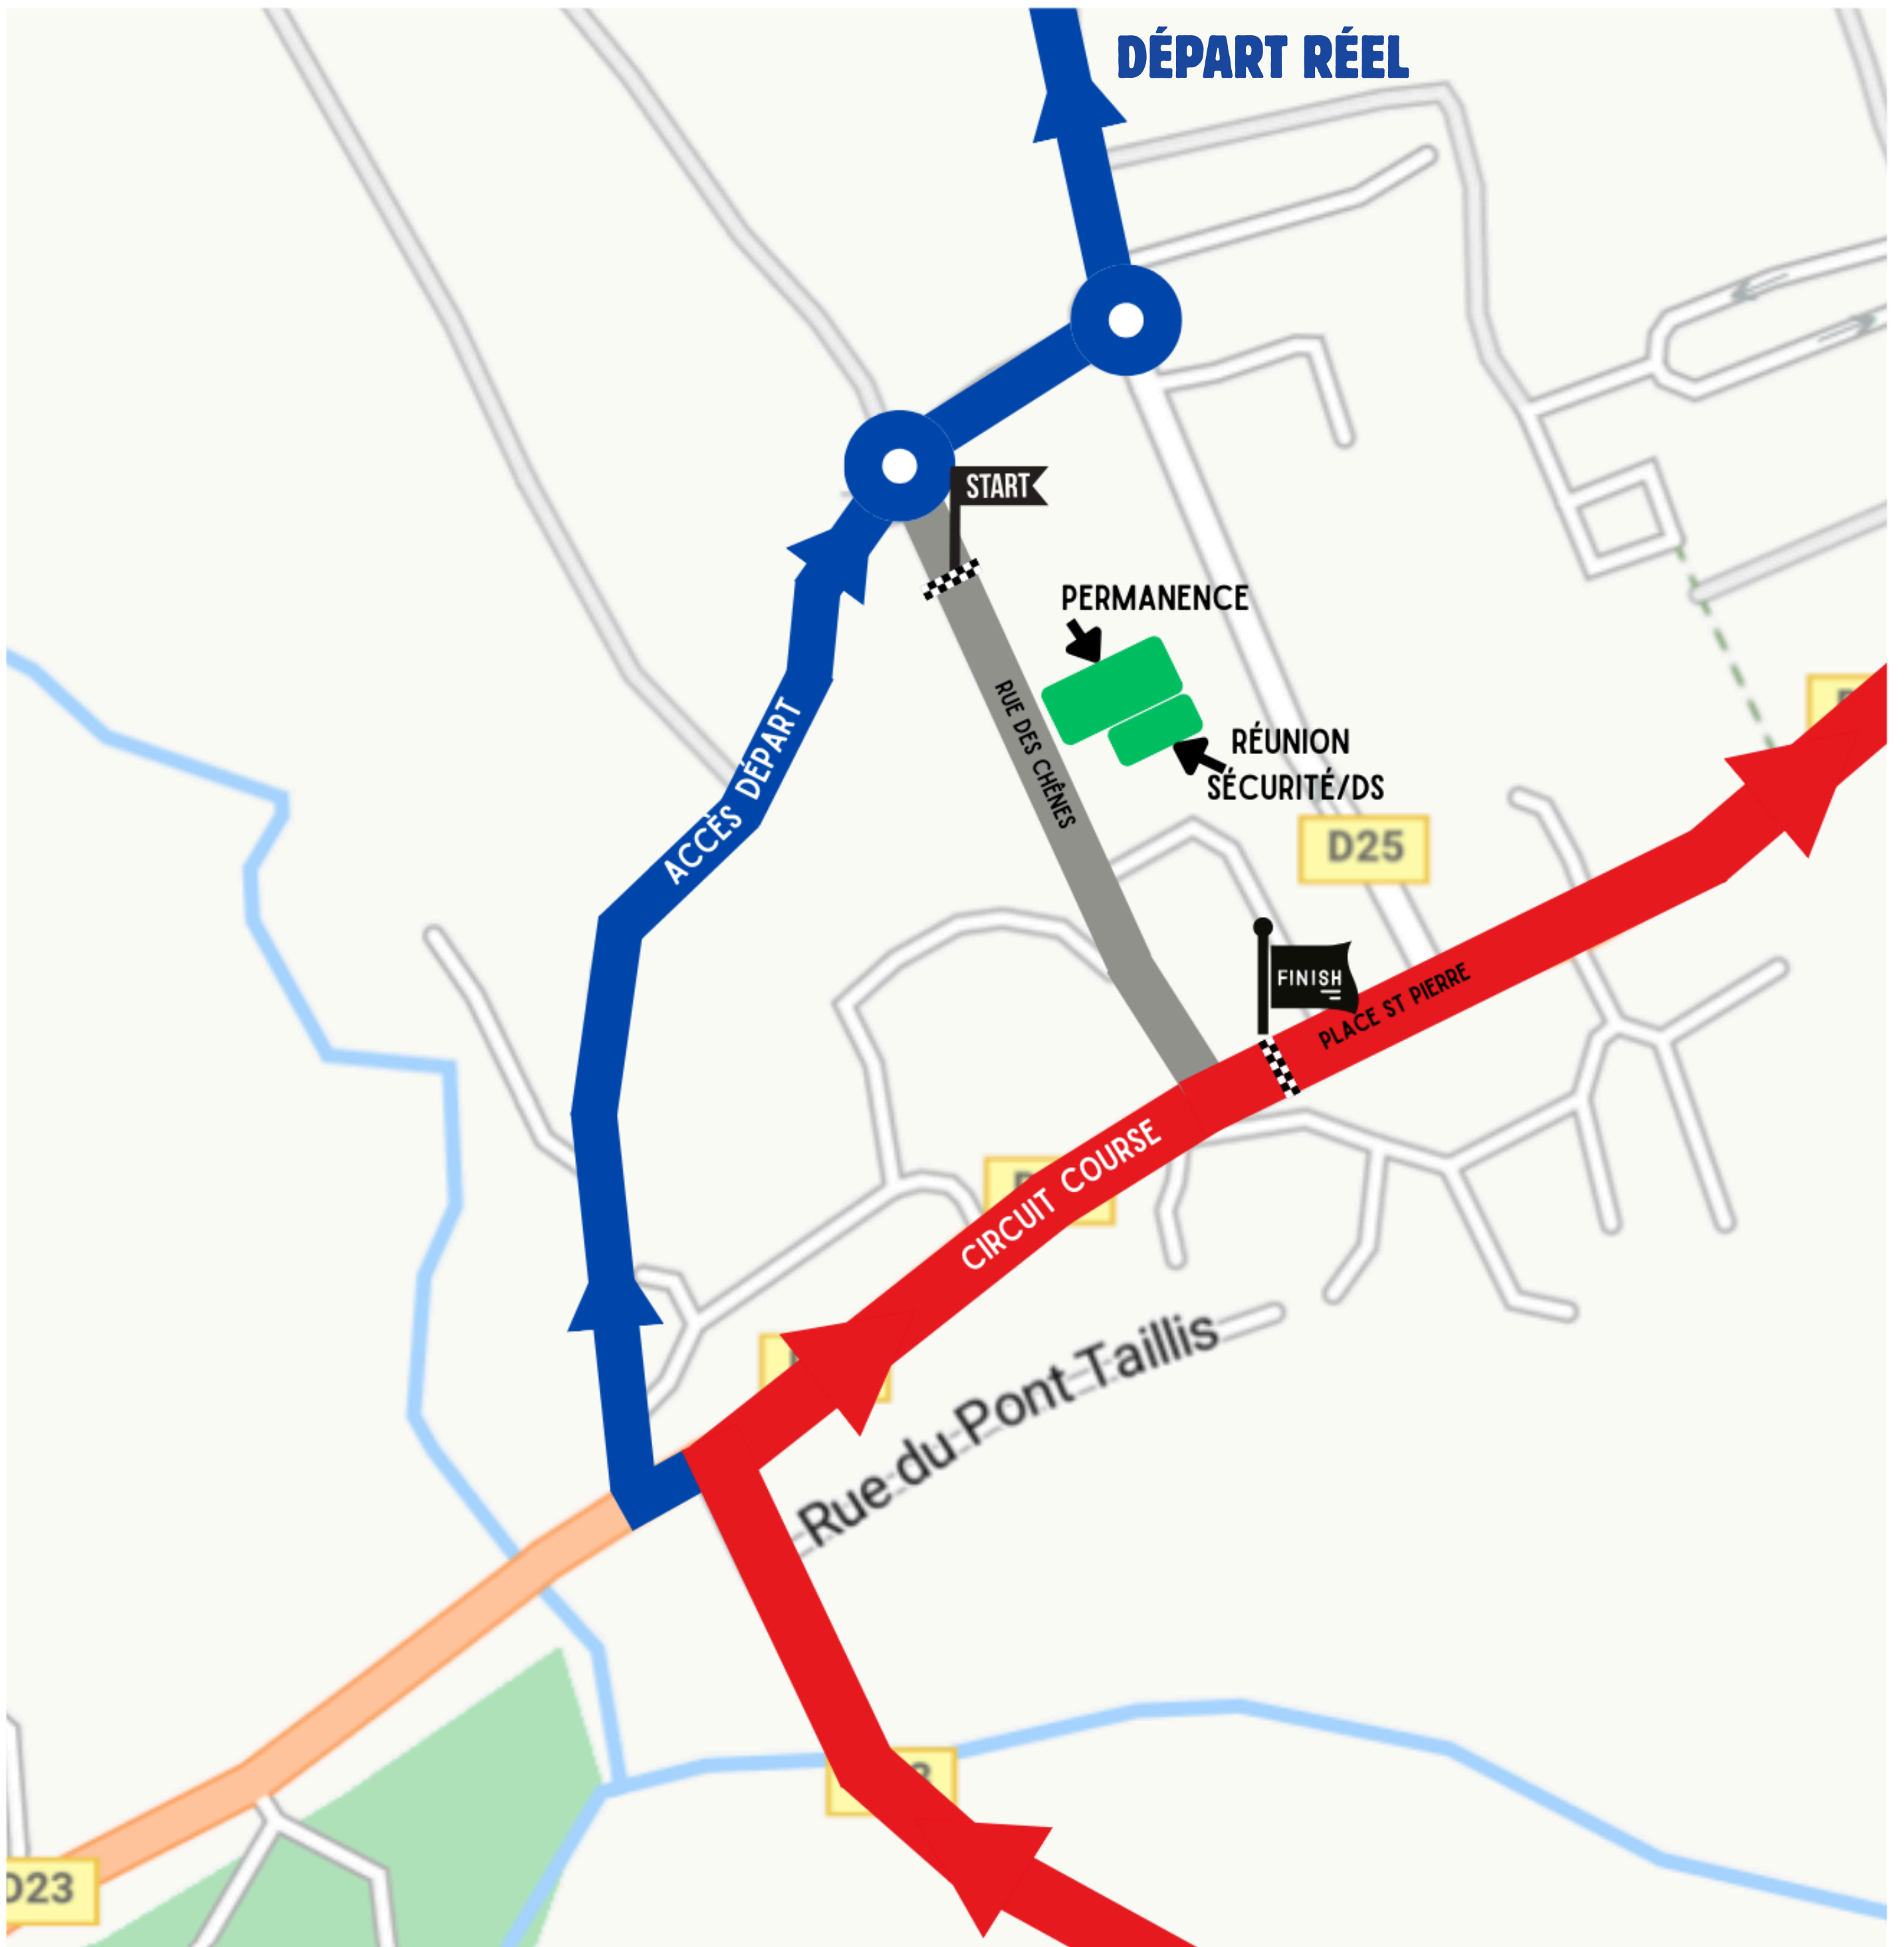 DÉPART RÉEL
START
PERMANENCE
RUE DES CHÊNES
RÉUNION
SÉCURITÉ/DS
ACCÈS DÉPART
D25
FINISH
PLACE ST PIERRE
CIRCUIT COURSE
Rue du Pont Taillis
D23